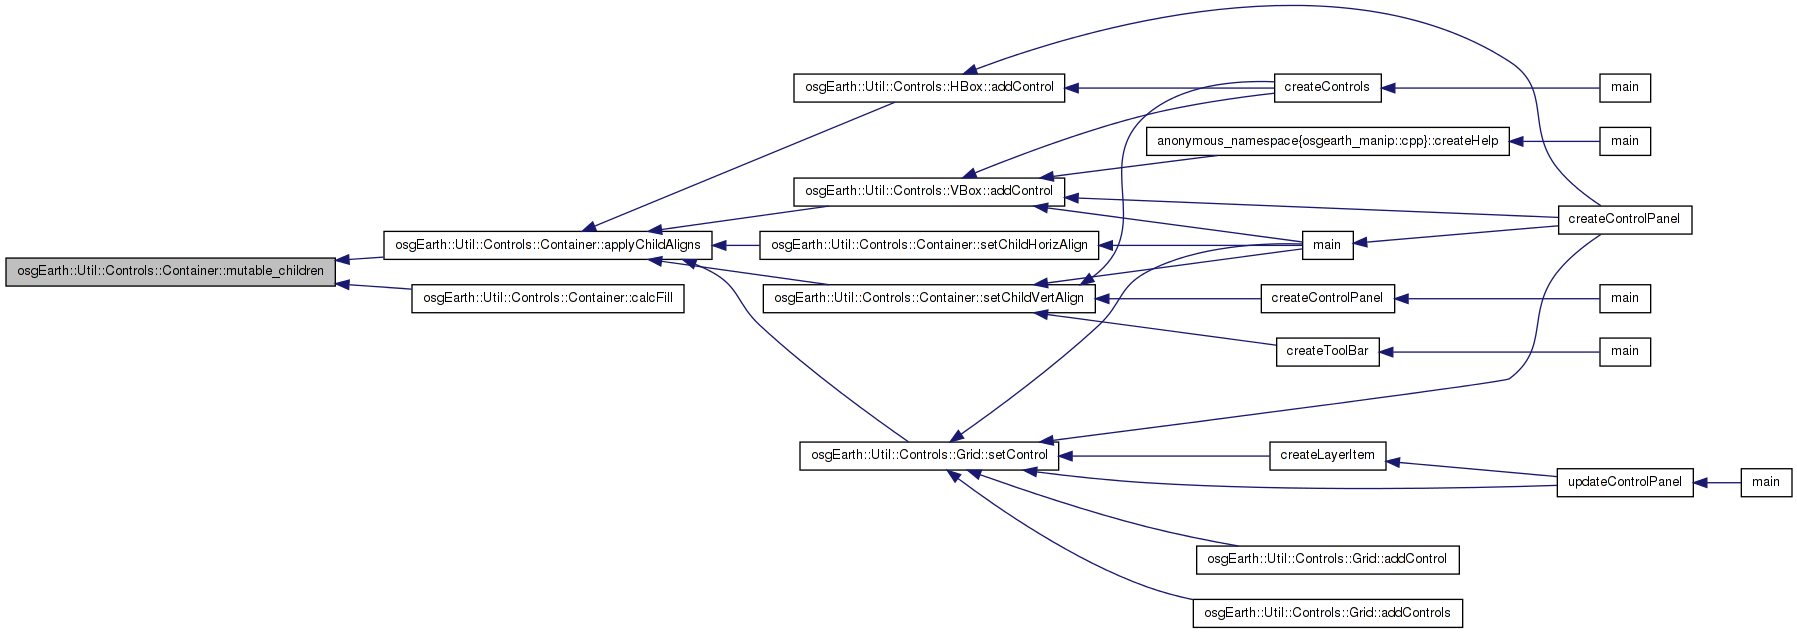 osgEarth::Util::Controls::Container::mutable_children
osgEarth::Util::Controls::Container::applyChildAligns
osgEarth::Util::Controls::Container::calcFill
osgEarth::Util::Controls::HBox::addControl
osgEarth::Util::Controls::VBox::addControl
osgEarth::Util::Controls::Container::setChildHorizAlign
osgEarth::Util::Controls::Container::setChildVertAlign
osgEarth::Util::Controls::Grid::setControl
createControls
anonymous_namespace{osgearth_manip::cpp}::createHelp
main
createControlPanel
createToolBar
createLayerItem
osgEarth::Util::Controls::Grid::addControl
osgEarth::Util::Controls::Grid::addControls
main
main
createControlPanel
main
main
updateControlPanel
main